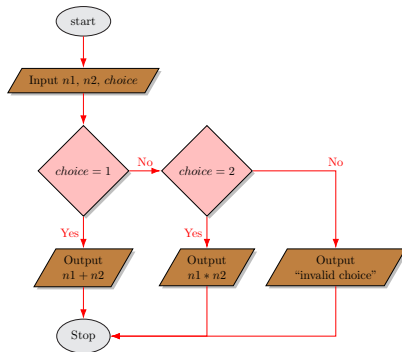 start
Input n1, n2, choice
choice = 1
No
choice = 2
No
Yes
Yes
Output
n1 + n2
Output
n1 ∗ n2
Output
“invalid choice”
Stop